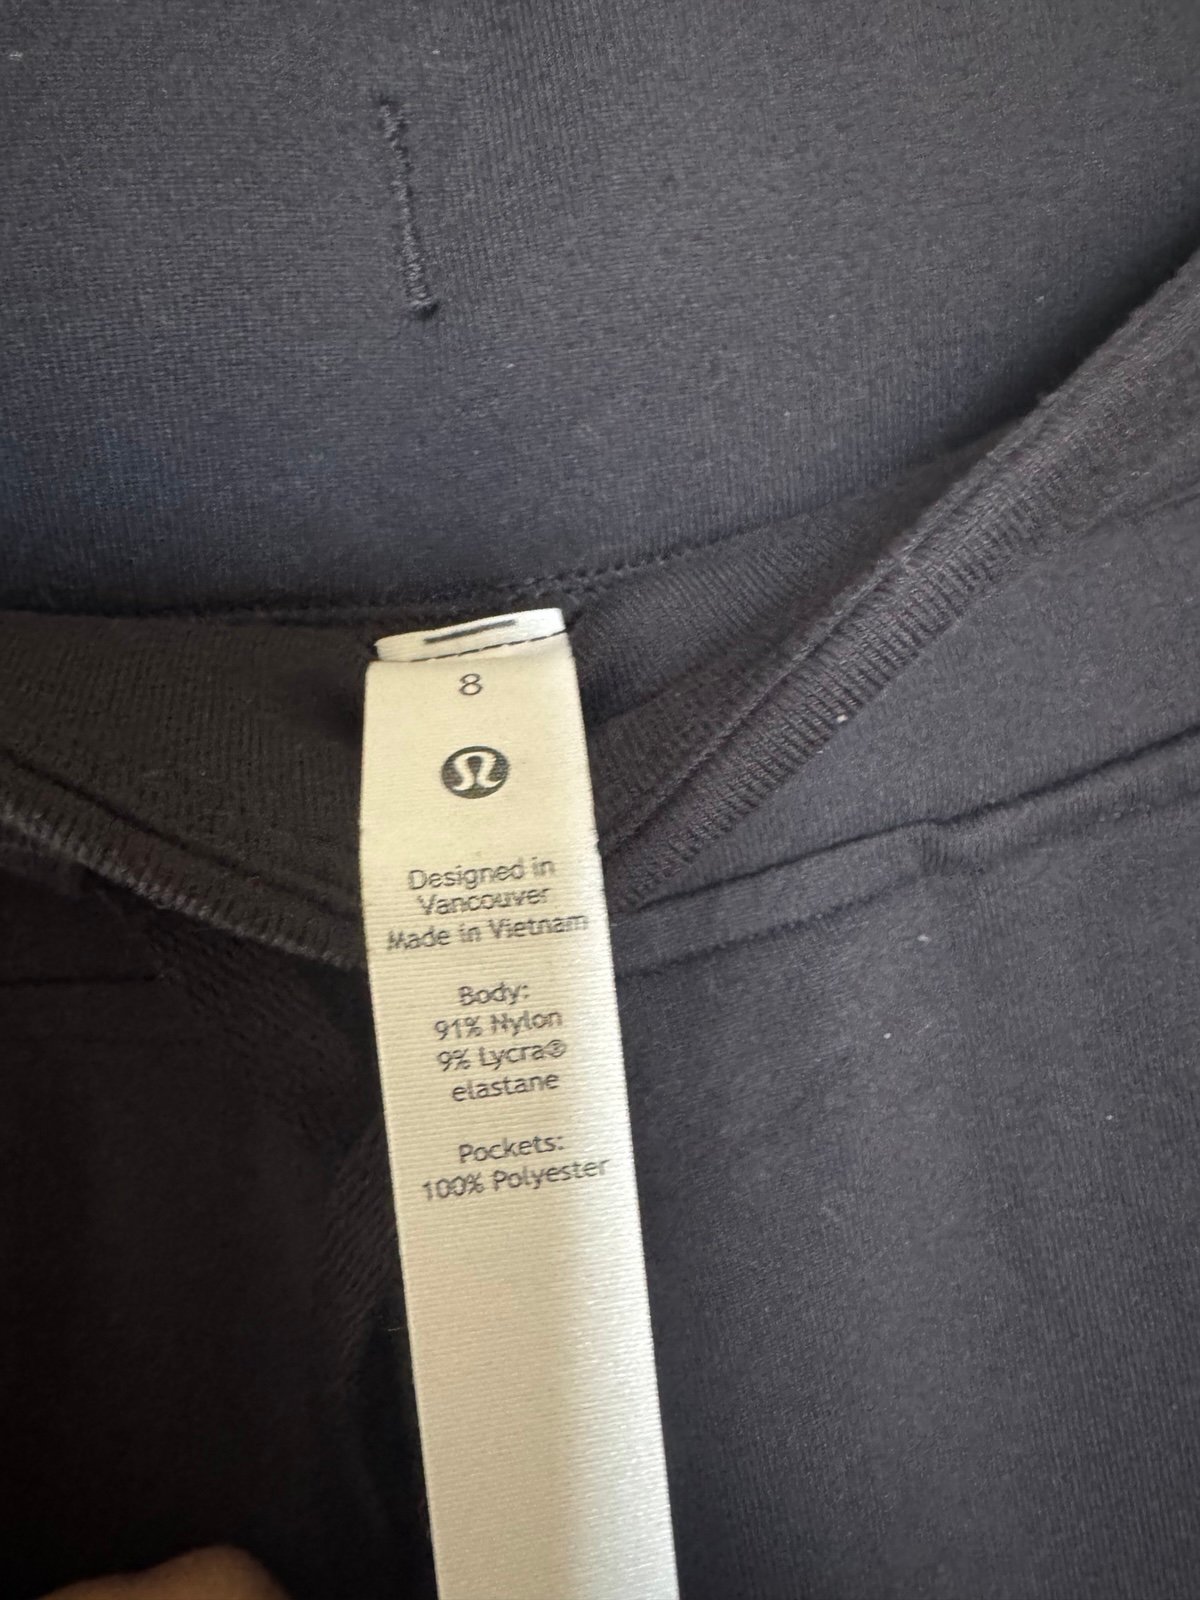 8
Designed in
Vancouver
Made in Vietnam
Body:
91% Nylon
9% Lycra®
elastane
Pockets:
100% Polyester